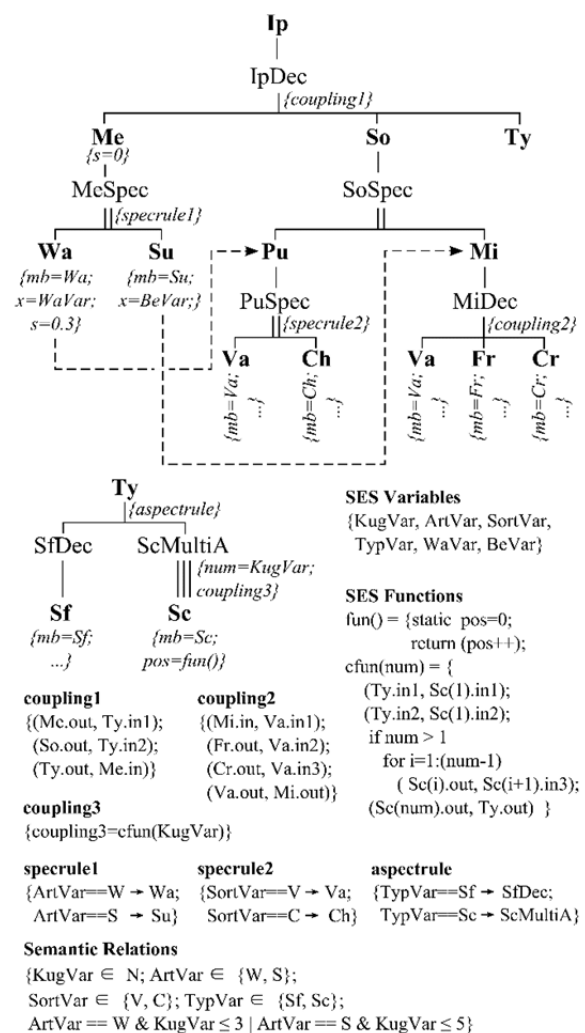 Ip
IpDec
{coupling1}
Me So Ty
{s=0}
MeSpec SoSpec
{specrule1}
Wa Su Pu Mi
{mb=Wa; {mb=Su; PuSpec MiDec
x=WaVar; x=BeVar;} {specrule2} {coupling2}
s=0.3} Va Ch Va Fr Cr
{mb=Va; ...} {mb=Ch; ...} {mb=Va; ...} {mb=Fr; ...} {mb=Cr; ...}
Ty
{aspectrule}
SfDec ScMultiA
{num=KugVar;
coupling3}
Sf Sc
{mb=Sf; {mb=Sc;
...} pos=fun()}
SES Variables
{KugVar, ArtVar, SortVar,
TypVar, WaVar, BeVar}
SES Functions
fun() = {static pos=0;
return (pos++);
cfun(num) = {
(Ty.in1, Sc(1).in1);
(Ty.in2, Sc(1).in2);
if num > 1
for i=1:(num-1)
( Sc(i).out, Sc(i+1).in3);
(Sc(num).out, Ty.out) }
coupling1
{(Me.out, Ty.in1);
(So.out, Ty.in2);
(Ty.out, Me.in)}
coupling2
{(Mi.in, Va.in1);
(Fr.out, Va.in2);
(Cr.out, Va.in3);
(Va.out, Mi.out)}
coupling3
{coupling3=cfun(KugVar)}
specrule1 specrule2 aspectrule
{ArtVar==W → Wa; {SortVar==V → Va; {TypVar==Sf → SfDec;
ArtVar==S → Su} SortVar==C → Ch} TypVar==Sc → ScMultiA}
Semantic Relations
{KugVar ∈ N; ArtVar ∈ {W, S};
SortVar ∈ {V, C}; TypVar ∈ {Sf, Sc};
ArtVar == W & KugVar ≤ 3 | ArtVar == S & KugVar ≤ 5}